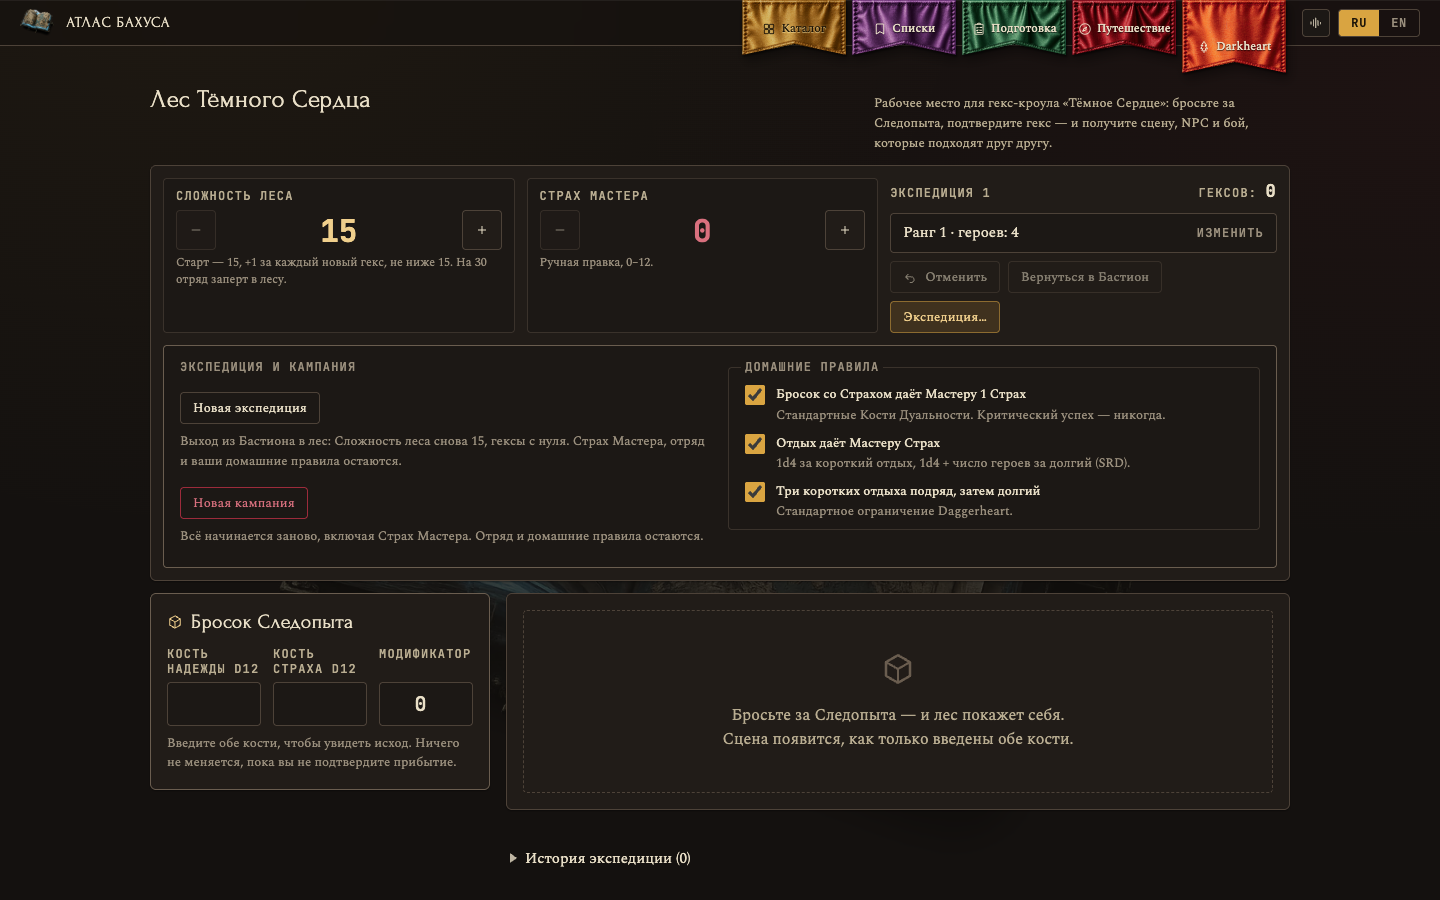 АТЛАС БАХУСА
Каталог
Списки
Подготовка
Путешествие
Darkheart
RU
EN
Лес Тёмного Сердца
Рабочее место для гекс-кроула «Тёмное Сердце»: бросьте за
Следопыта, подтвердите гекс — и получите сцену, NPC и бой,
которые подходят друг другу.
СЛОЖНОСТЬ ЛЕСА
− 15 +
Старт — 15, +1 за каждый новый гекс, не ниже 15. На 30
отряд заперт в лесу.
СТРАХ МАСТЕРА
− 0 +
Ручная правка, 0–12.
ЭКСПЕДИЦИЯ 1
ГЕКСОВ: 0
Ранг 1 · героев: 4
ИЗМЕНИТЬ
Отменить
Вернуться в Бастион
Экспедиция…
ЭКСПЕДИЦИЯ И КАМПАНИЯ
Новая экспедиция
Выход из Бастиона в лес: Сложность леса снова 15, гексы с нуля. Страх Мастера, отряд
и ваши домашние правила остаются.
Новая кампания
Всё начинается заново, включая Страх Мастера. Отряд и домашние правила остаются.
ДОМАШНИЕ ПРАВИЛА
Бросок со Страхом даёт Мастеру 1 Страх
Стандартные Кости Дуальности. Критический успех — никогда.
Отдых даёт Мастеру Страх
1d4 за короткий отдых, 1d4 + число героев за долгий (SRD).
Три коротких отдыха подряд, затем долгий
Стандартное ограничение Daggerheart.
Бросок Следопыта
КОСТЬ
НАДЕЖДЫ D12
КОСТЬ
СТРАХА D12
МОДИФИКАТОР
0
Введите обе кости, чтобы увидеть исход. Ничего
не меняется, пока вы не подтвердите прибытие.
Бросьте за Следопыта — и лес покажет себя.
Сцена появится, как только введены обе кости.
История экспедиции (0)